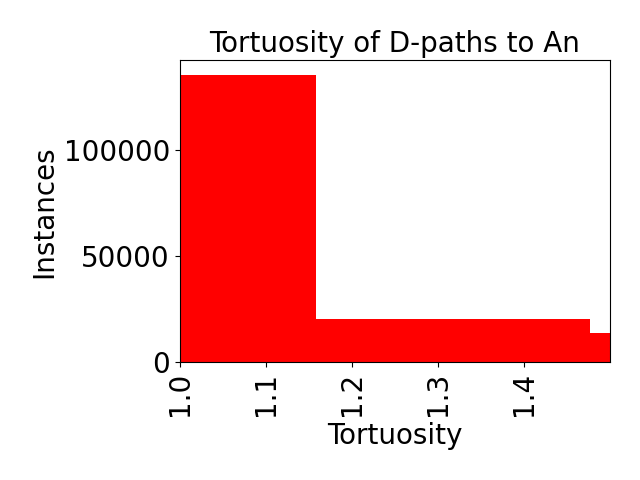 Tortuosity of D-paths to An
Instances
100000
50000
0
1.0 1.1 1.2 1.3 1.4
Tortuosity